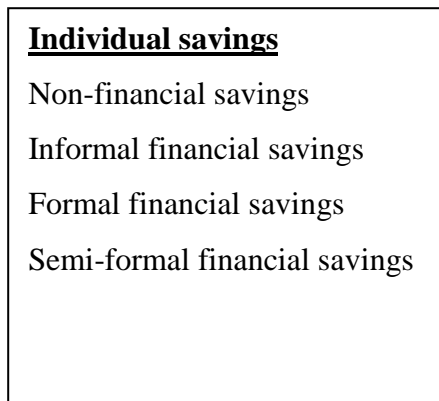 Individual savings
Non-financial savings
Informal financial savings
Formal financial savings
Semi-formal financial savings